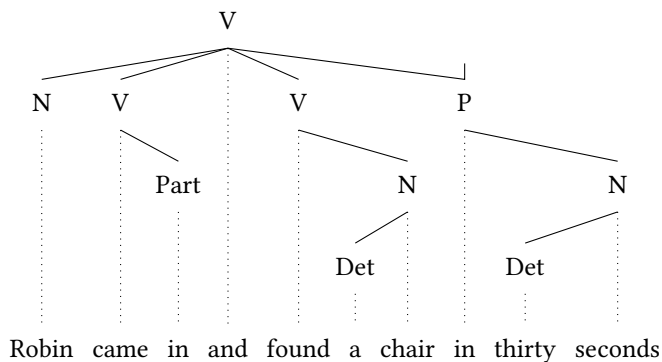 V
N V V P
Part N N
Det Det
Robin came in and found a chair in thirty seconds